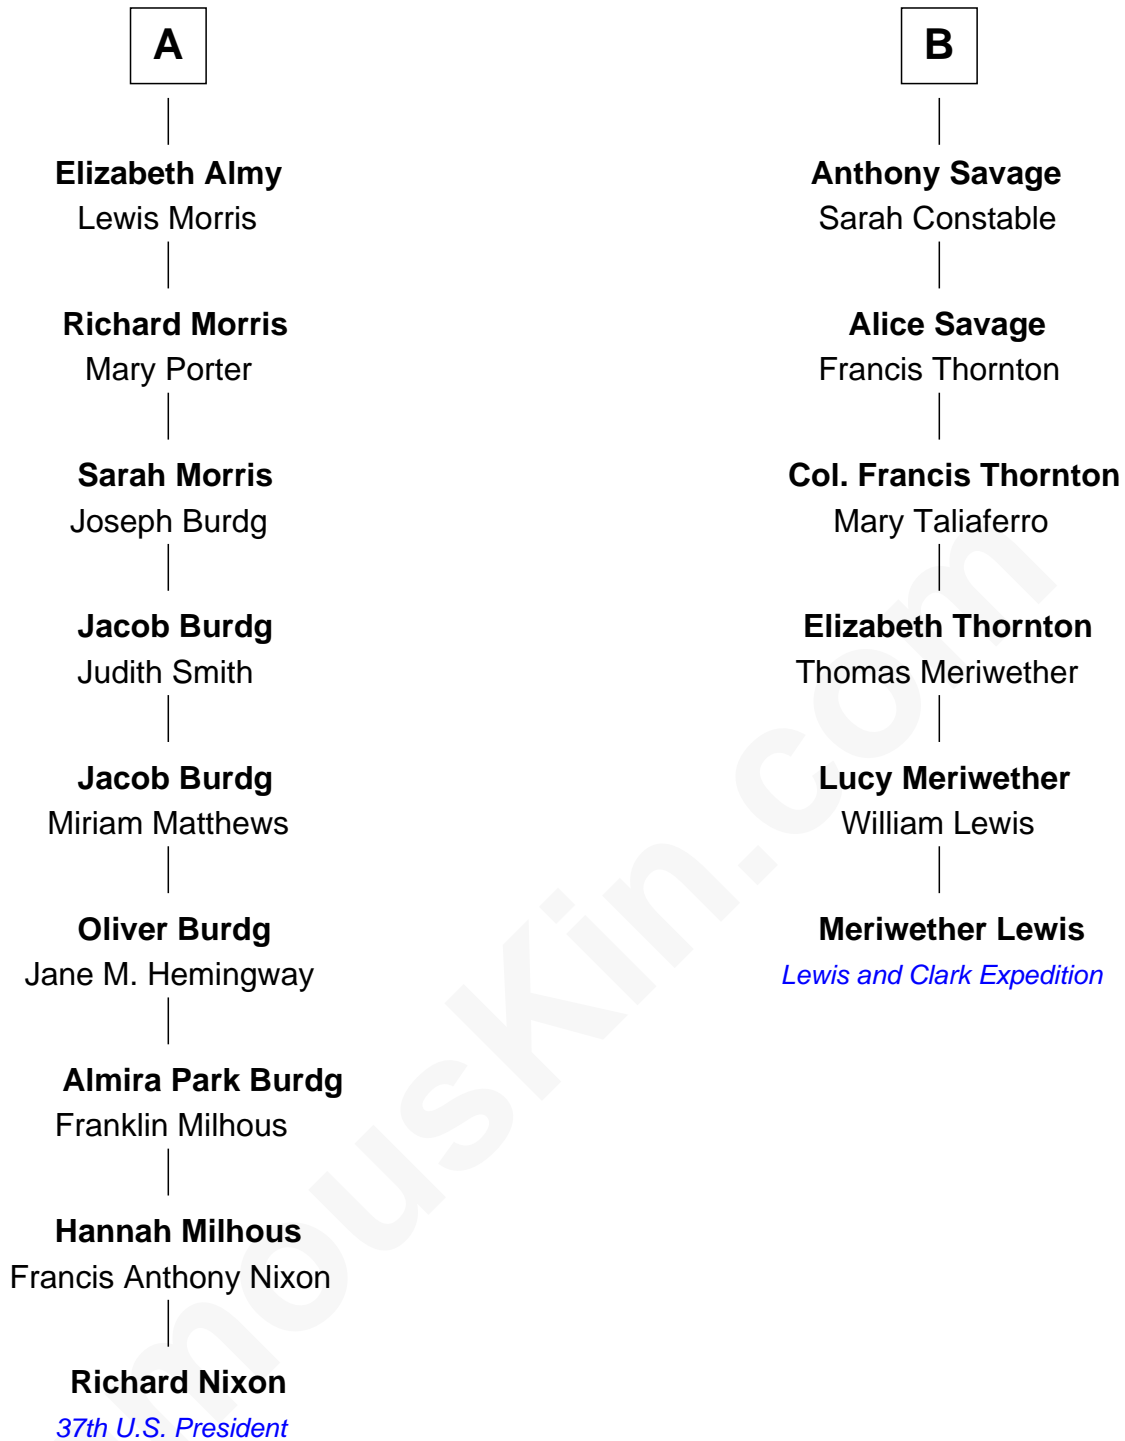 A
Elizabeth Almy
Lewis Morris
Richard Morris
Mary Porter
Sarah Morris
Joseph Burdg
Jacob Burdg
Judith Smith
Jacob Burdg
Miriam Matthews
Oliver Burdg
Jane M. Hemingway
Almira Park Burdg
Franklin Milhous
Hannah Milhous
Francis Anthony Nixon
Richard Nixon
37th U.S. President
B
Anthony Savage
Sarah Constable
Alice Savage
Francis Thornton
Col. Francis Thornton
Mary Taliaferro
Elizabeth Thornton
Thomas Meriwether
Lucy Meriwether
William Lewis
Meriwether Lewis
Lewis and Clark Expedition
mousKin.com